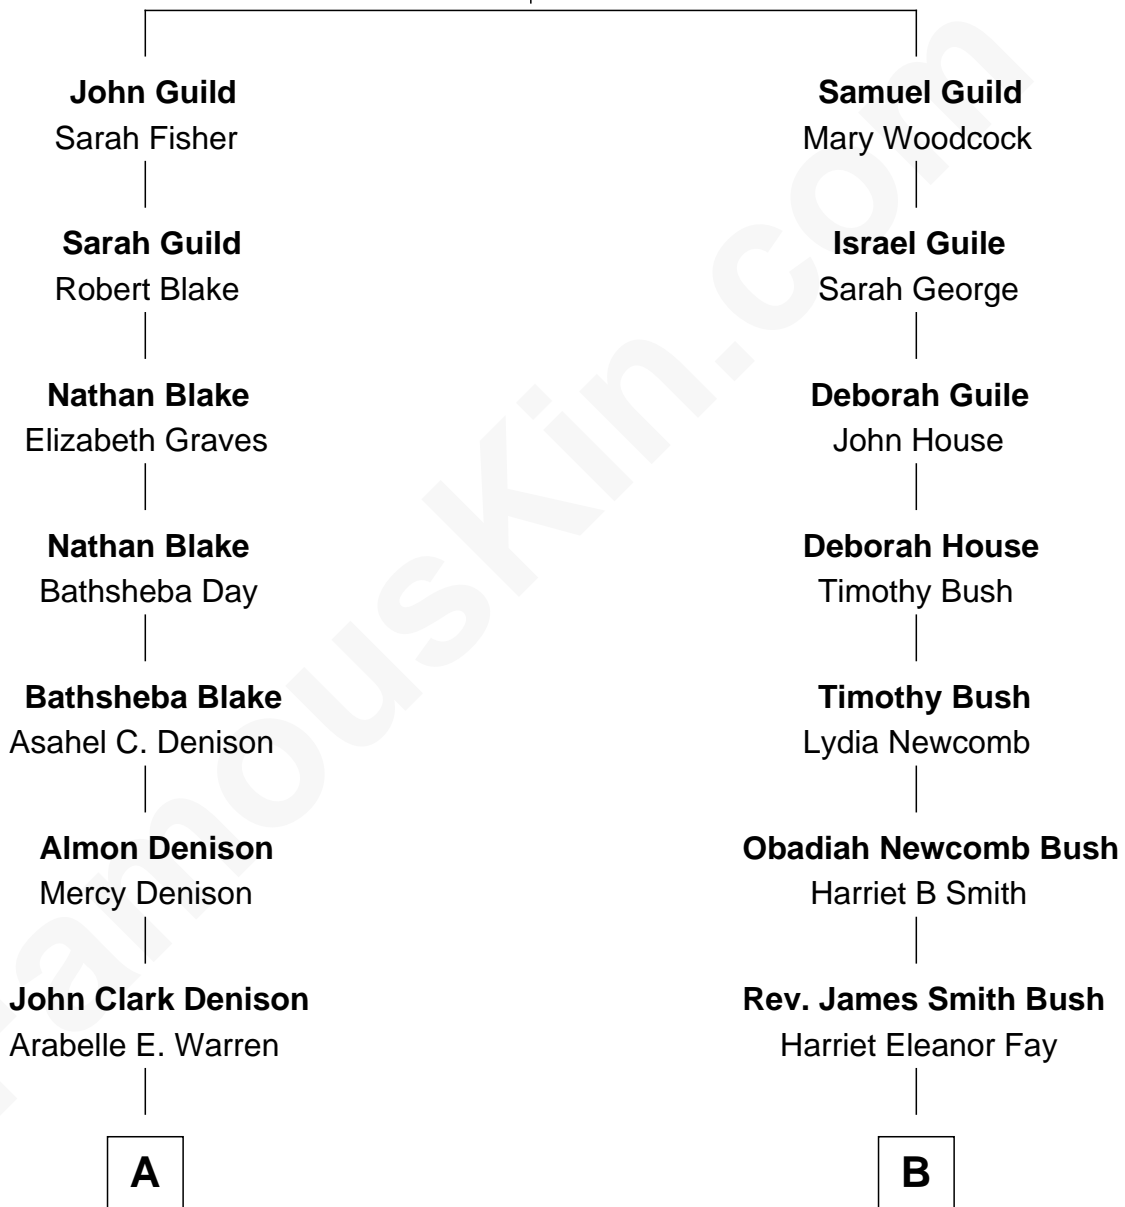 John Guild
Sarah Fisher
Samuel Guild
Mary Woodcock
Sarah Guild
Robert Blake
Israel Guile
Sarah George
Nathan Blake
Elizabeth Graves
Deborah Guile
John House
Nathan Blake
Bathsheba Day
Deborah House
Timothy Bush
Bathsheba Blake
Asahel C. Denison
Timothy Bush
Lydia Newcomb
Almon Denison
Mercy Denison
Obadiah Newcomb Bush
Harriet B Smith
John Clark Denison
Arabelle E. Warren
Rev. James Smith Bush
Harriet Eleanor Fay
A
B
FamousKin.com